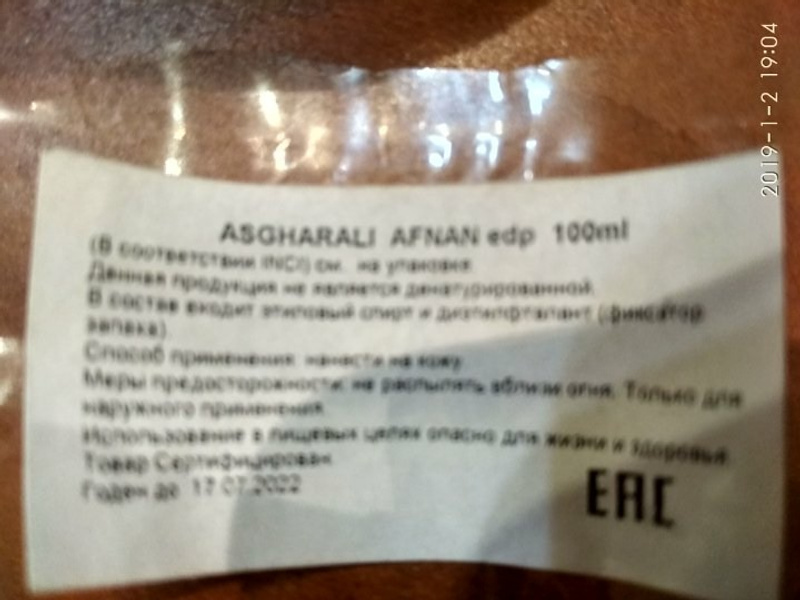 ASGHARALI AFNAN edp 100ml
(В соответствии INCI) см. на упаковке.
Данная продукция не является денатурированной.
В состав входит этиловый спирт и диэтилфталант (фиксатор
запаха).
Способ применения: нанести на кожу.
Меры предосторожности: не распылять вблизи огня. Только для
наружного применения.
Использование в пищевых целях опасно для жизни и здоровья.
Товар Сертифицирован
Годен до 17.07.2022
EAC
2019-1-2 19:04